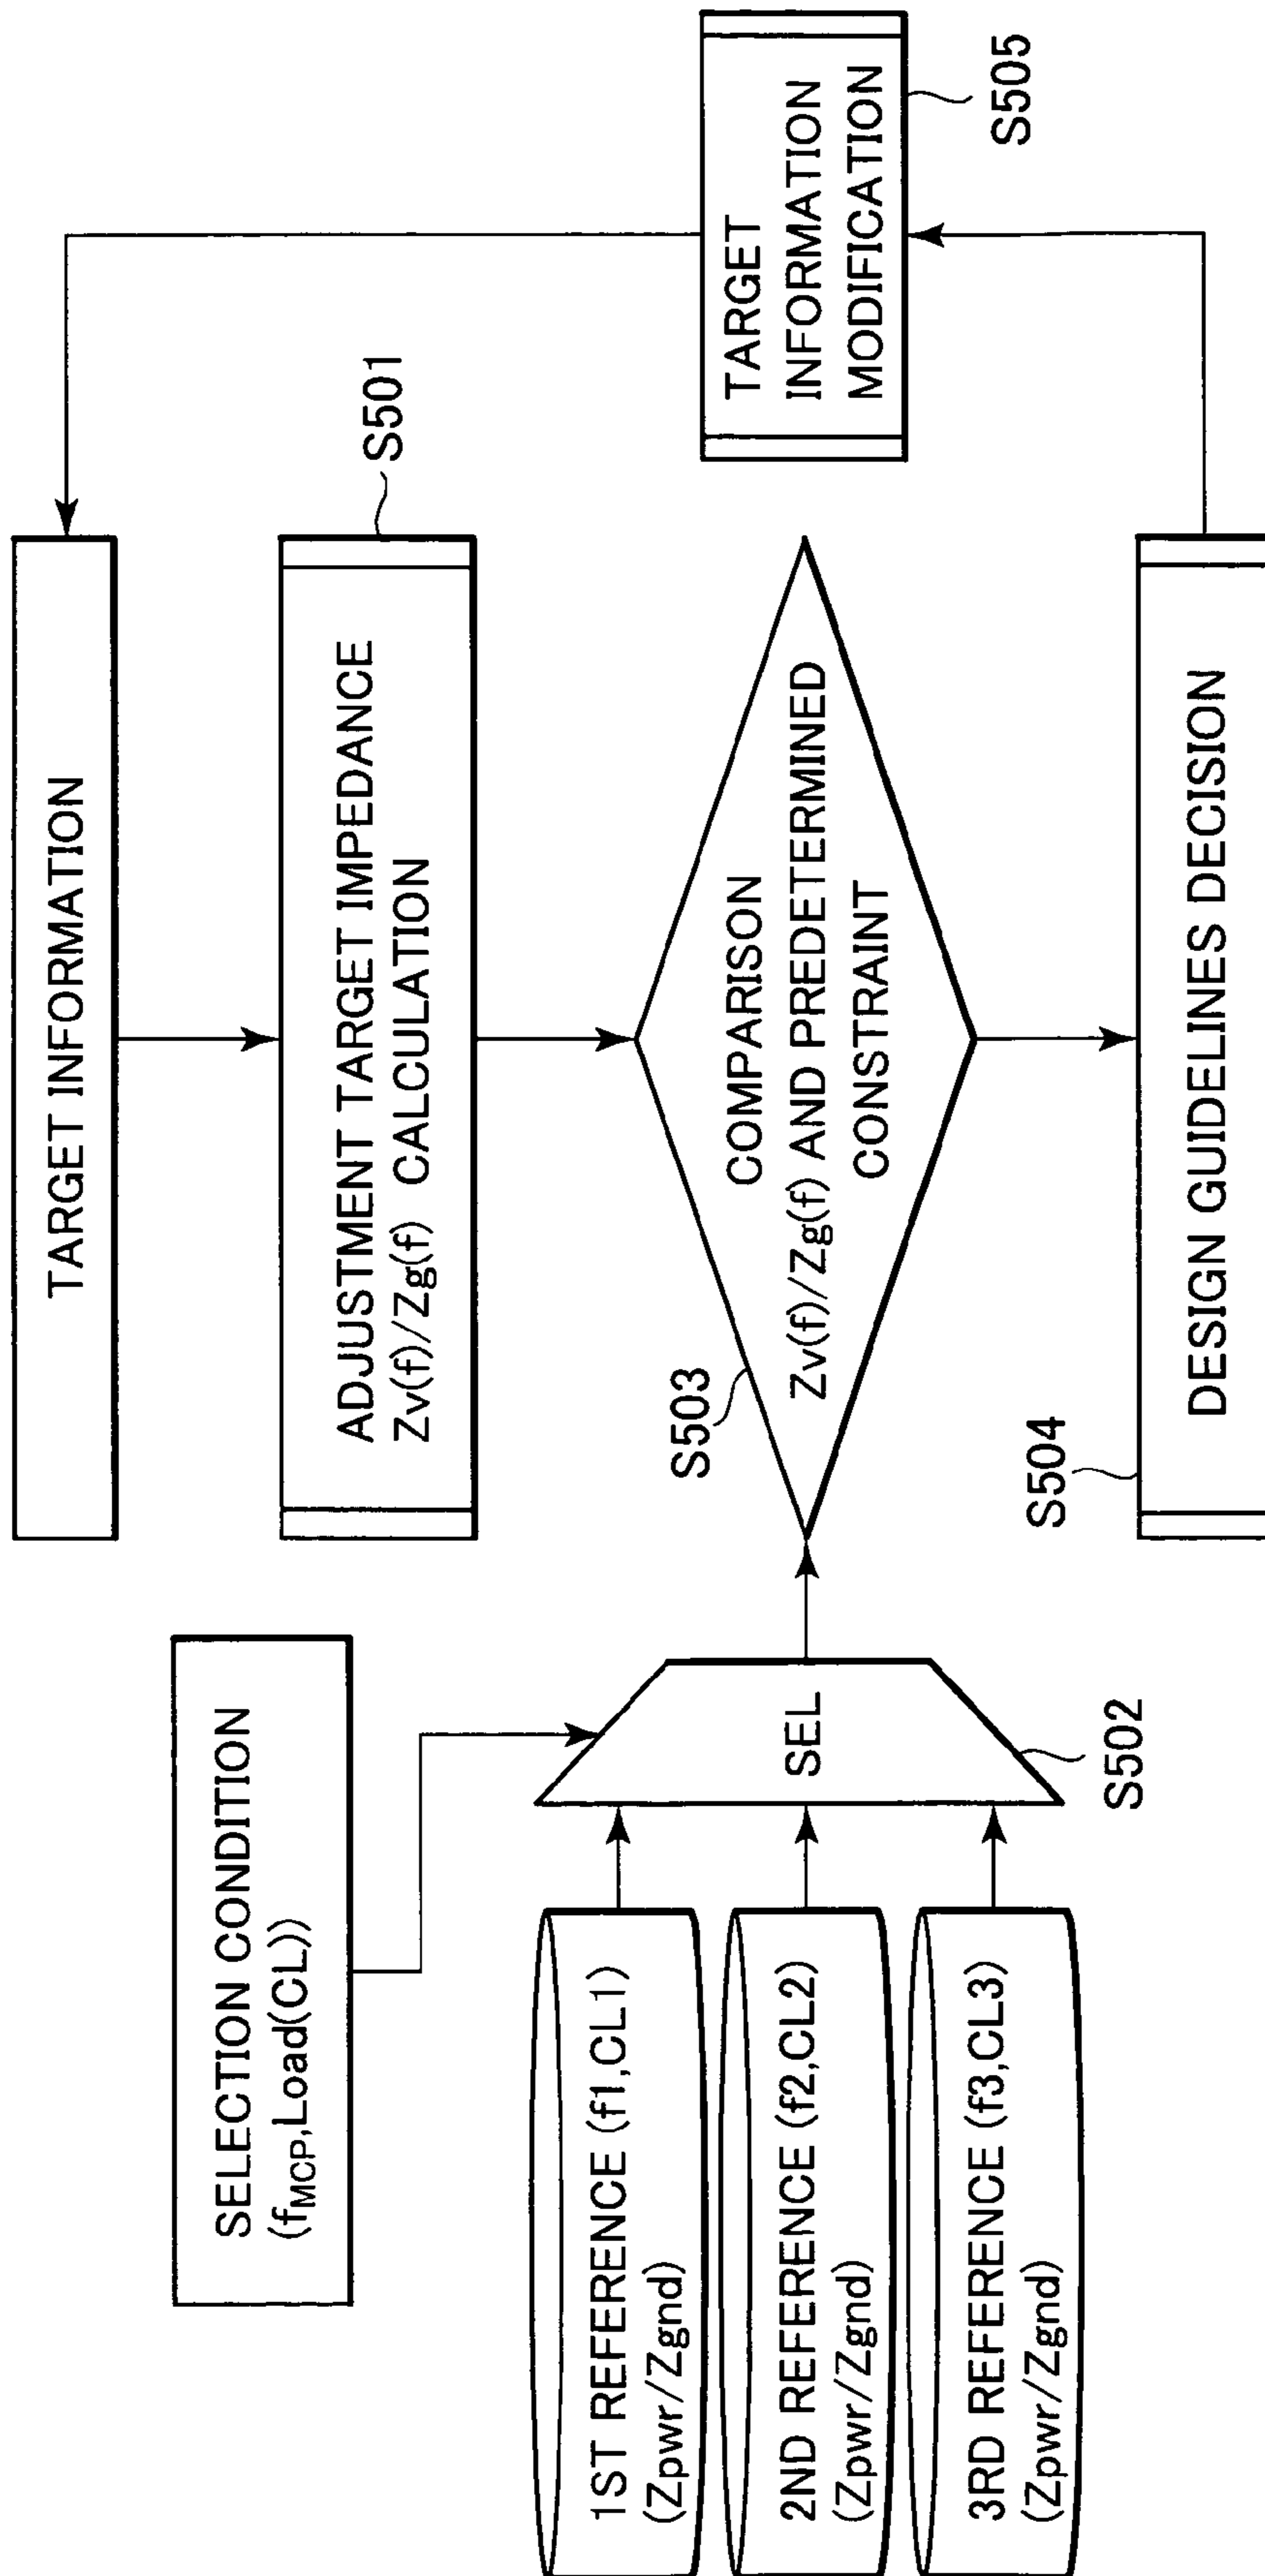 TARGET INFORMATION
ADJUSTMENT TARGET IMPEDANCE
Zv(f)/Zg(f) CALCULATION
S501
SELECTION CONDITION
(fMCP,Load(CL))
1ST REFERENCE (f1,CL1)
(Zpwr/Zgnd)
2ND REFERENCE (f2,CL2)
(Zpwr/Zgnd)
3RD REFERENCE (f3,CL3)
(Zpwr/Zgnd)
SEL
S502
S503
COMPARISON
Zv(f)/Zg(f) AND PREDETERMINED
CONSTRAINT
TARGET
INFORMATION
MODIFICATION
S505
S504
DESIGN GUIDELINES DECISION